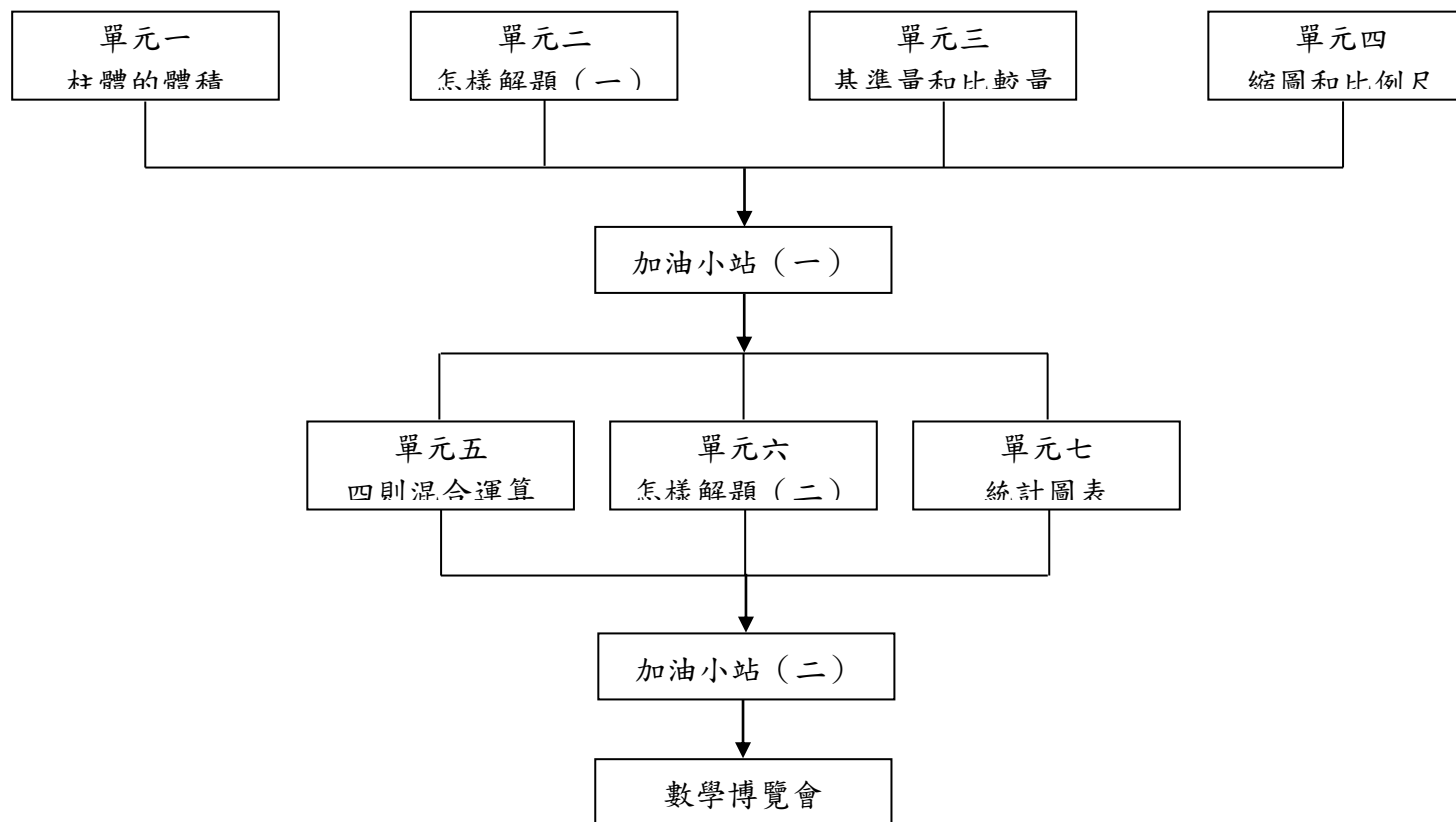 單元一
柱體的體積
單元二
怎樣解題（一）
單元三
基準量和比較量
單元四
縮圖和比例尺
加油小站（一）
單元五
四則混合運算
單元六
怎樣解題（二）
單元七
統計圖表
加油小站（二）
數學博覽會